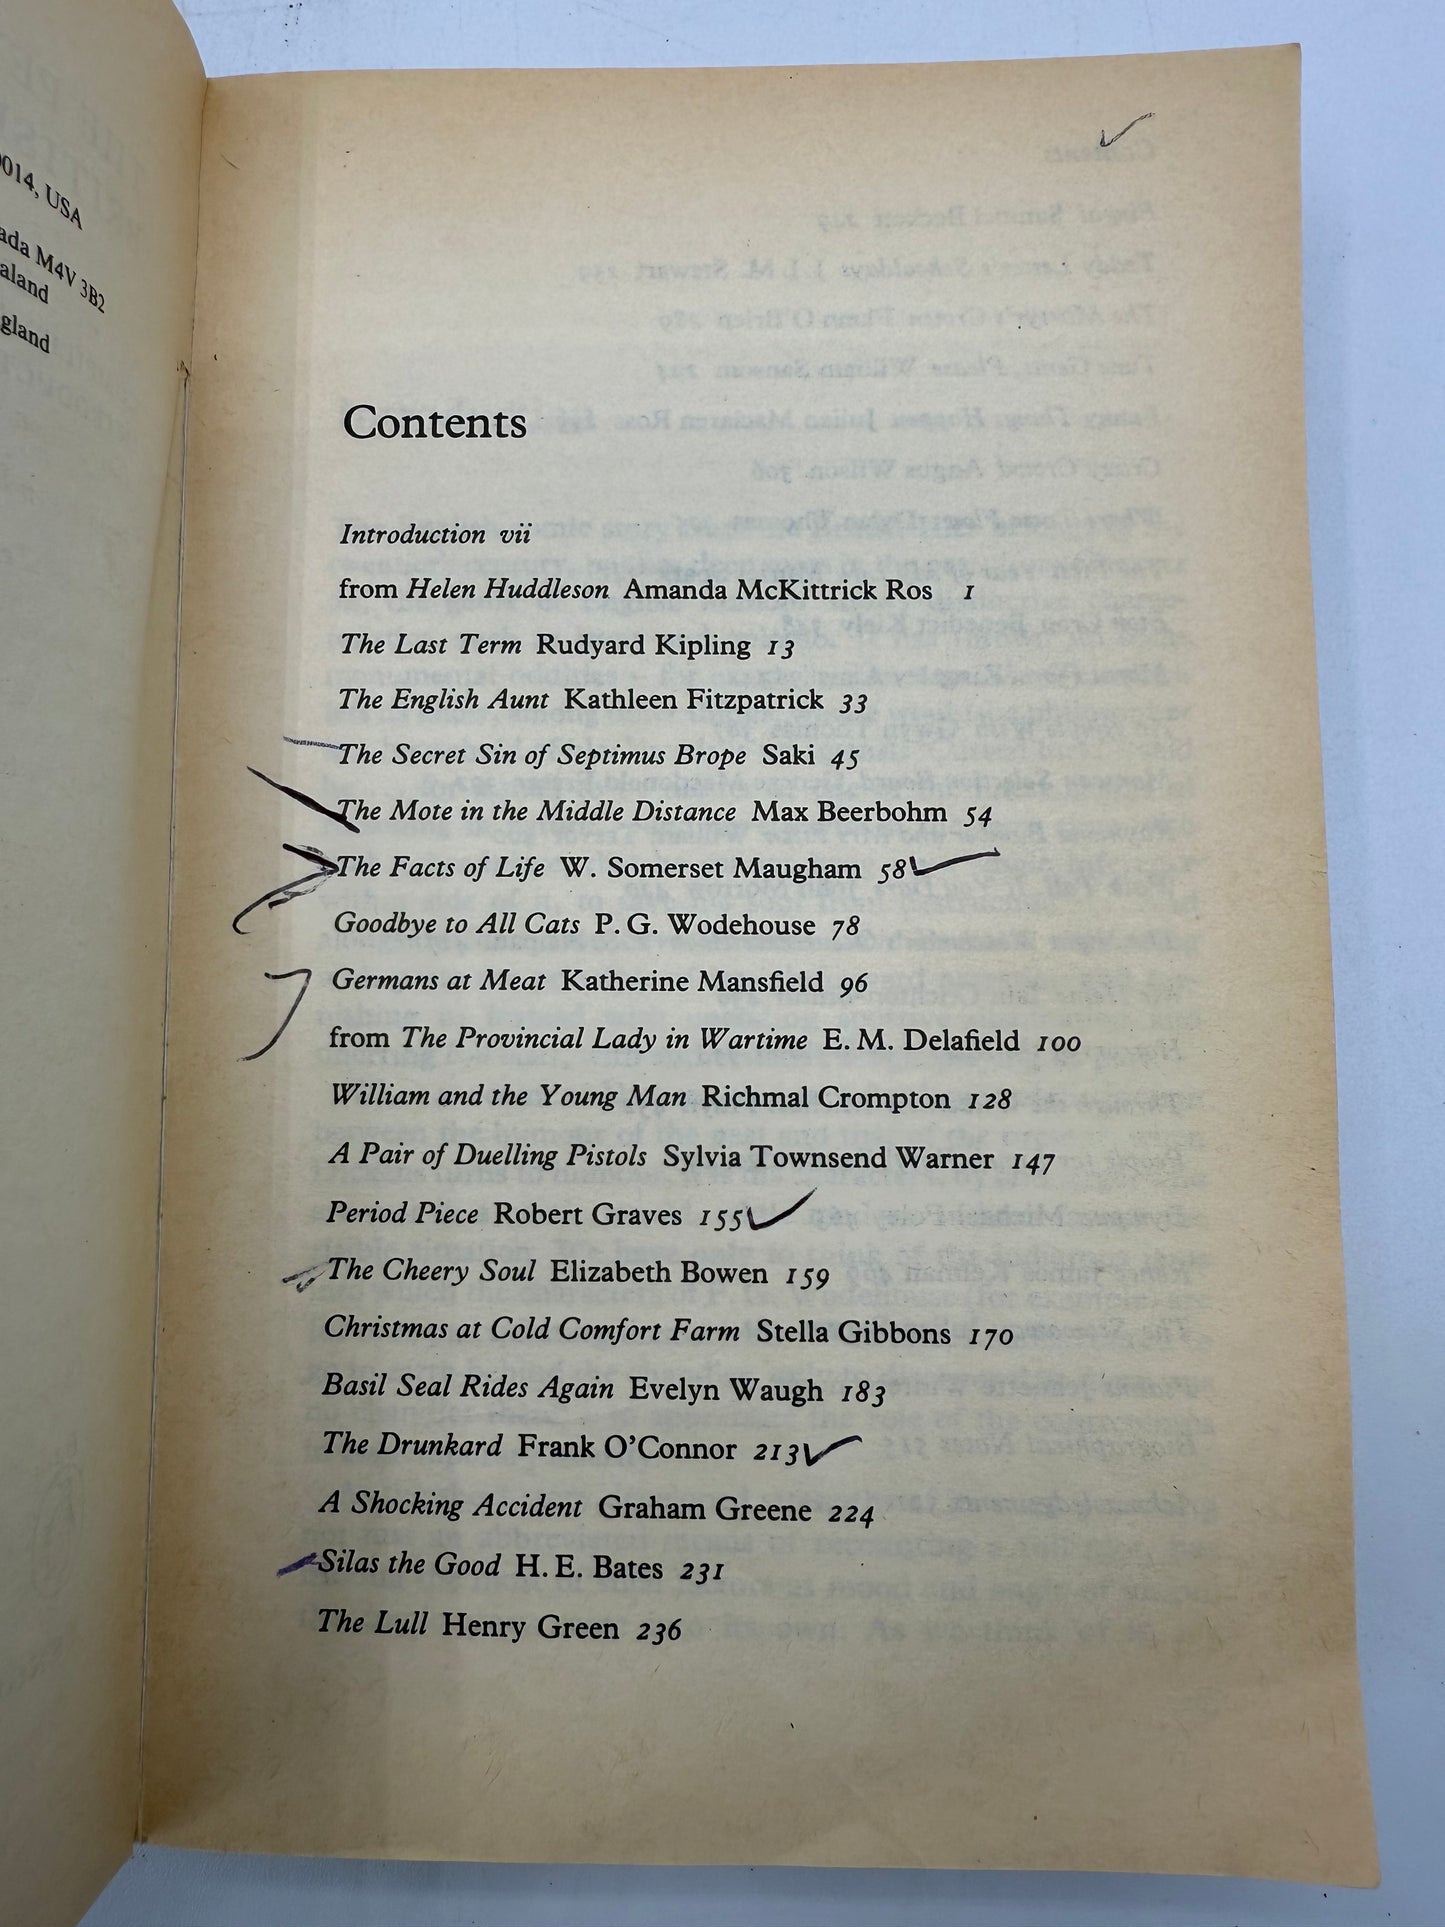 0014, USA
ada M4V 3B2
aland
gland
Contents
Introduction vii
from Helen Huddleson Amanda McKittrick Ros 1
The Last Term Rudyard Kipling 13
The English Aunt Kathleen Fitzpatrick 33
The Secret Sin of Septimus Brope Saki 45
The Mote in the Middle Distance Max Beerbohm 54
The Facts of Life W. Somerset Maugham 58
Goodbye to All Cats P. G. Wodehouse 78
Germans at Meat Katherine Mansfield 96
from The Provincial Lady in Wartime E. M. Delafield 100
William and the Young Man Richmal Crompton 128
A Pair of Duelling Pistols Sylvia Townsend Warner 147
Period Piece Robert Graves 155
The Cheery Soul Elizabeth Bowen 159
Christmas at Cold Comfort Farm Stella Gibbons 170
Basil Seal Rides Again Evelyn Waugh 183
The Drunkard Frank O'Connor 213
A Shocking Accident Graham Greene 224
Silas the Good H. E. Bates 231
The Lull Henry Green 236